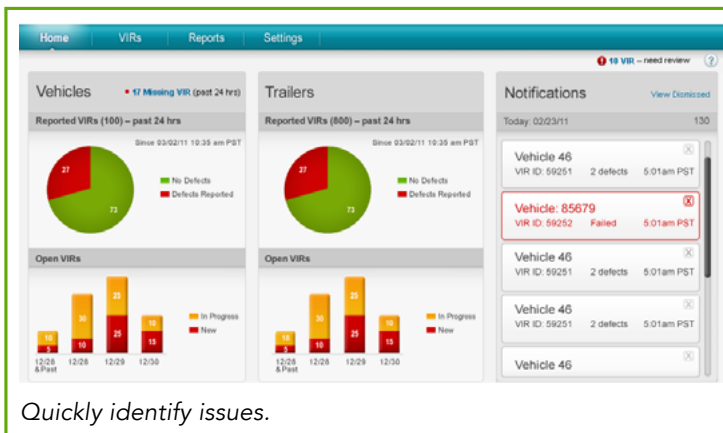 Home VIRs Reports Settings
10 VIR – need review ?
Vehicles 17 Missing VIR (past 24 hrs)
Reported VIRs (100) – past 24 hrs
Since 03/02/11 10:35 am PST
27
73
No Defects
Defects Reported
Open VIRs
10
5
30
10
25
25
10
15
In Progress
New
12/28 & Past
12/28
12/29
12/30
Trailers
Reported VIRs (800) – past 24 hrs
Since 03/02/11 10:35 am PST
27
73
No Defects
Defects Reported
Open VIRs
10
5
30
10
25
25
10
15
In Progress
New
12/28 & Past
12/28
12/29
12/30
Notifications View Dismissed
Today: 02/23/11 130
Vehicle 46 X
VIR ID: 59251 2 defects 5:01am PST
Vehicle: 85679 X
VIR ID: 59252 Failed 5:01am PST
Vehicle 46 X
VIR ID: 59251 2 defects 5:01am PST
Vehicle 46 X
VIR ID: 59251 2 defects 5:01am PST
Vehicle 46 X
Quickly identify issues.